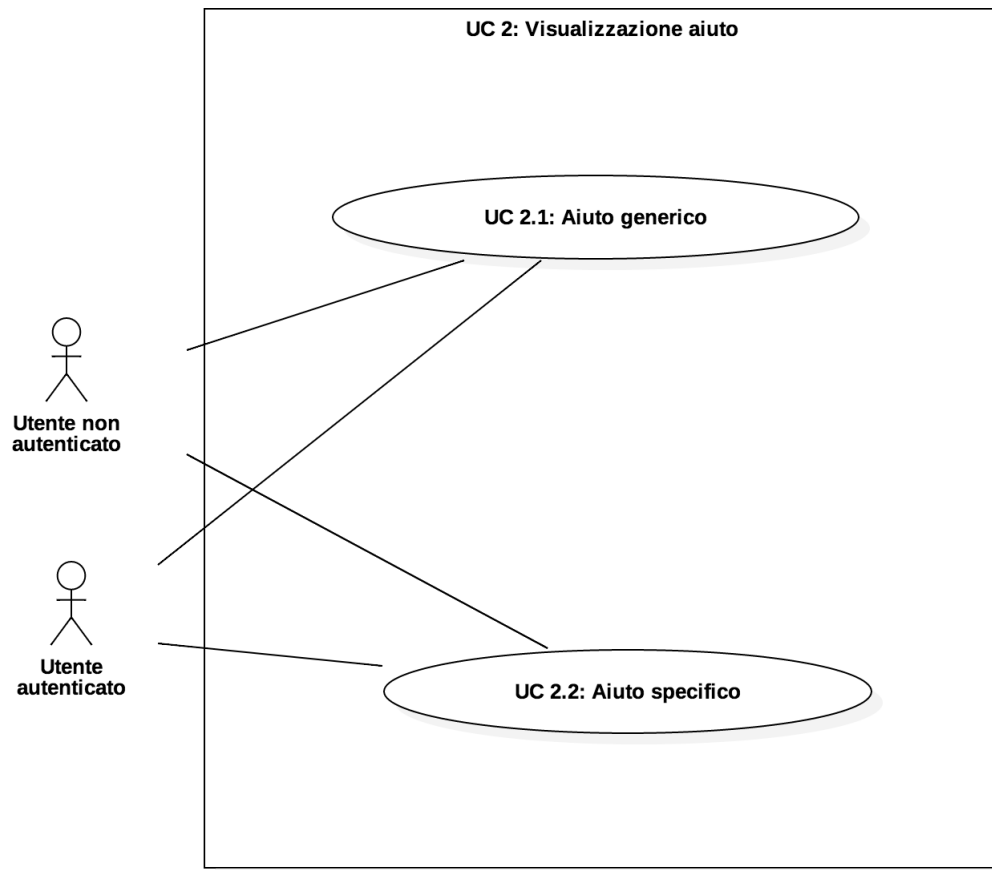 UC 2: Visualizzazione aiuto
UC 2.1: Aiuto generico
Utente non
autenticato
Utente
autenticato
UC 2.2: Aiuto specifico